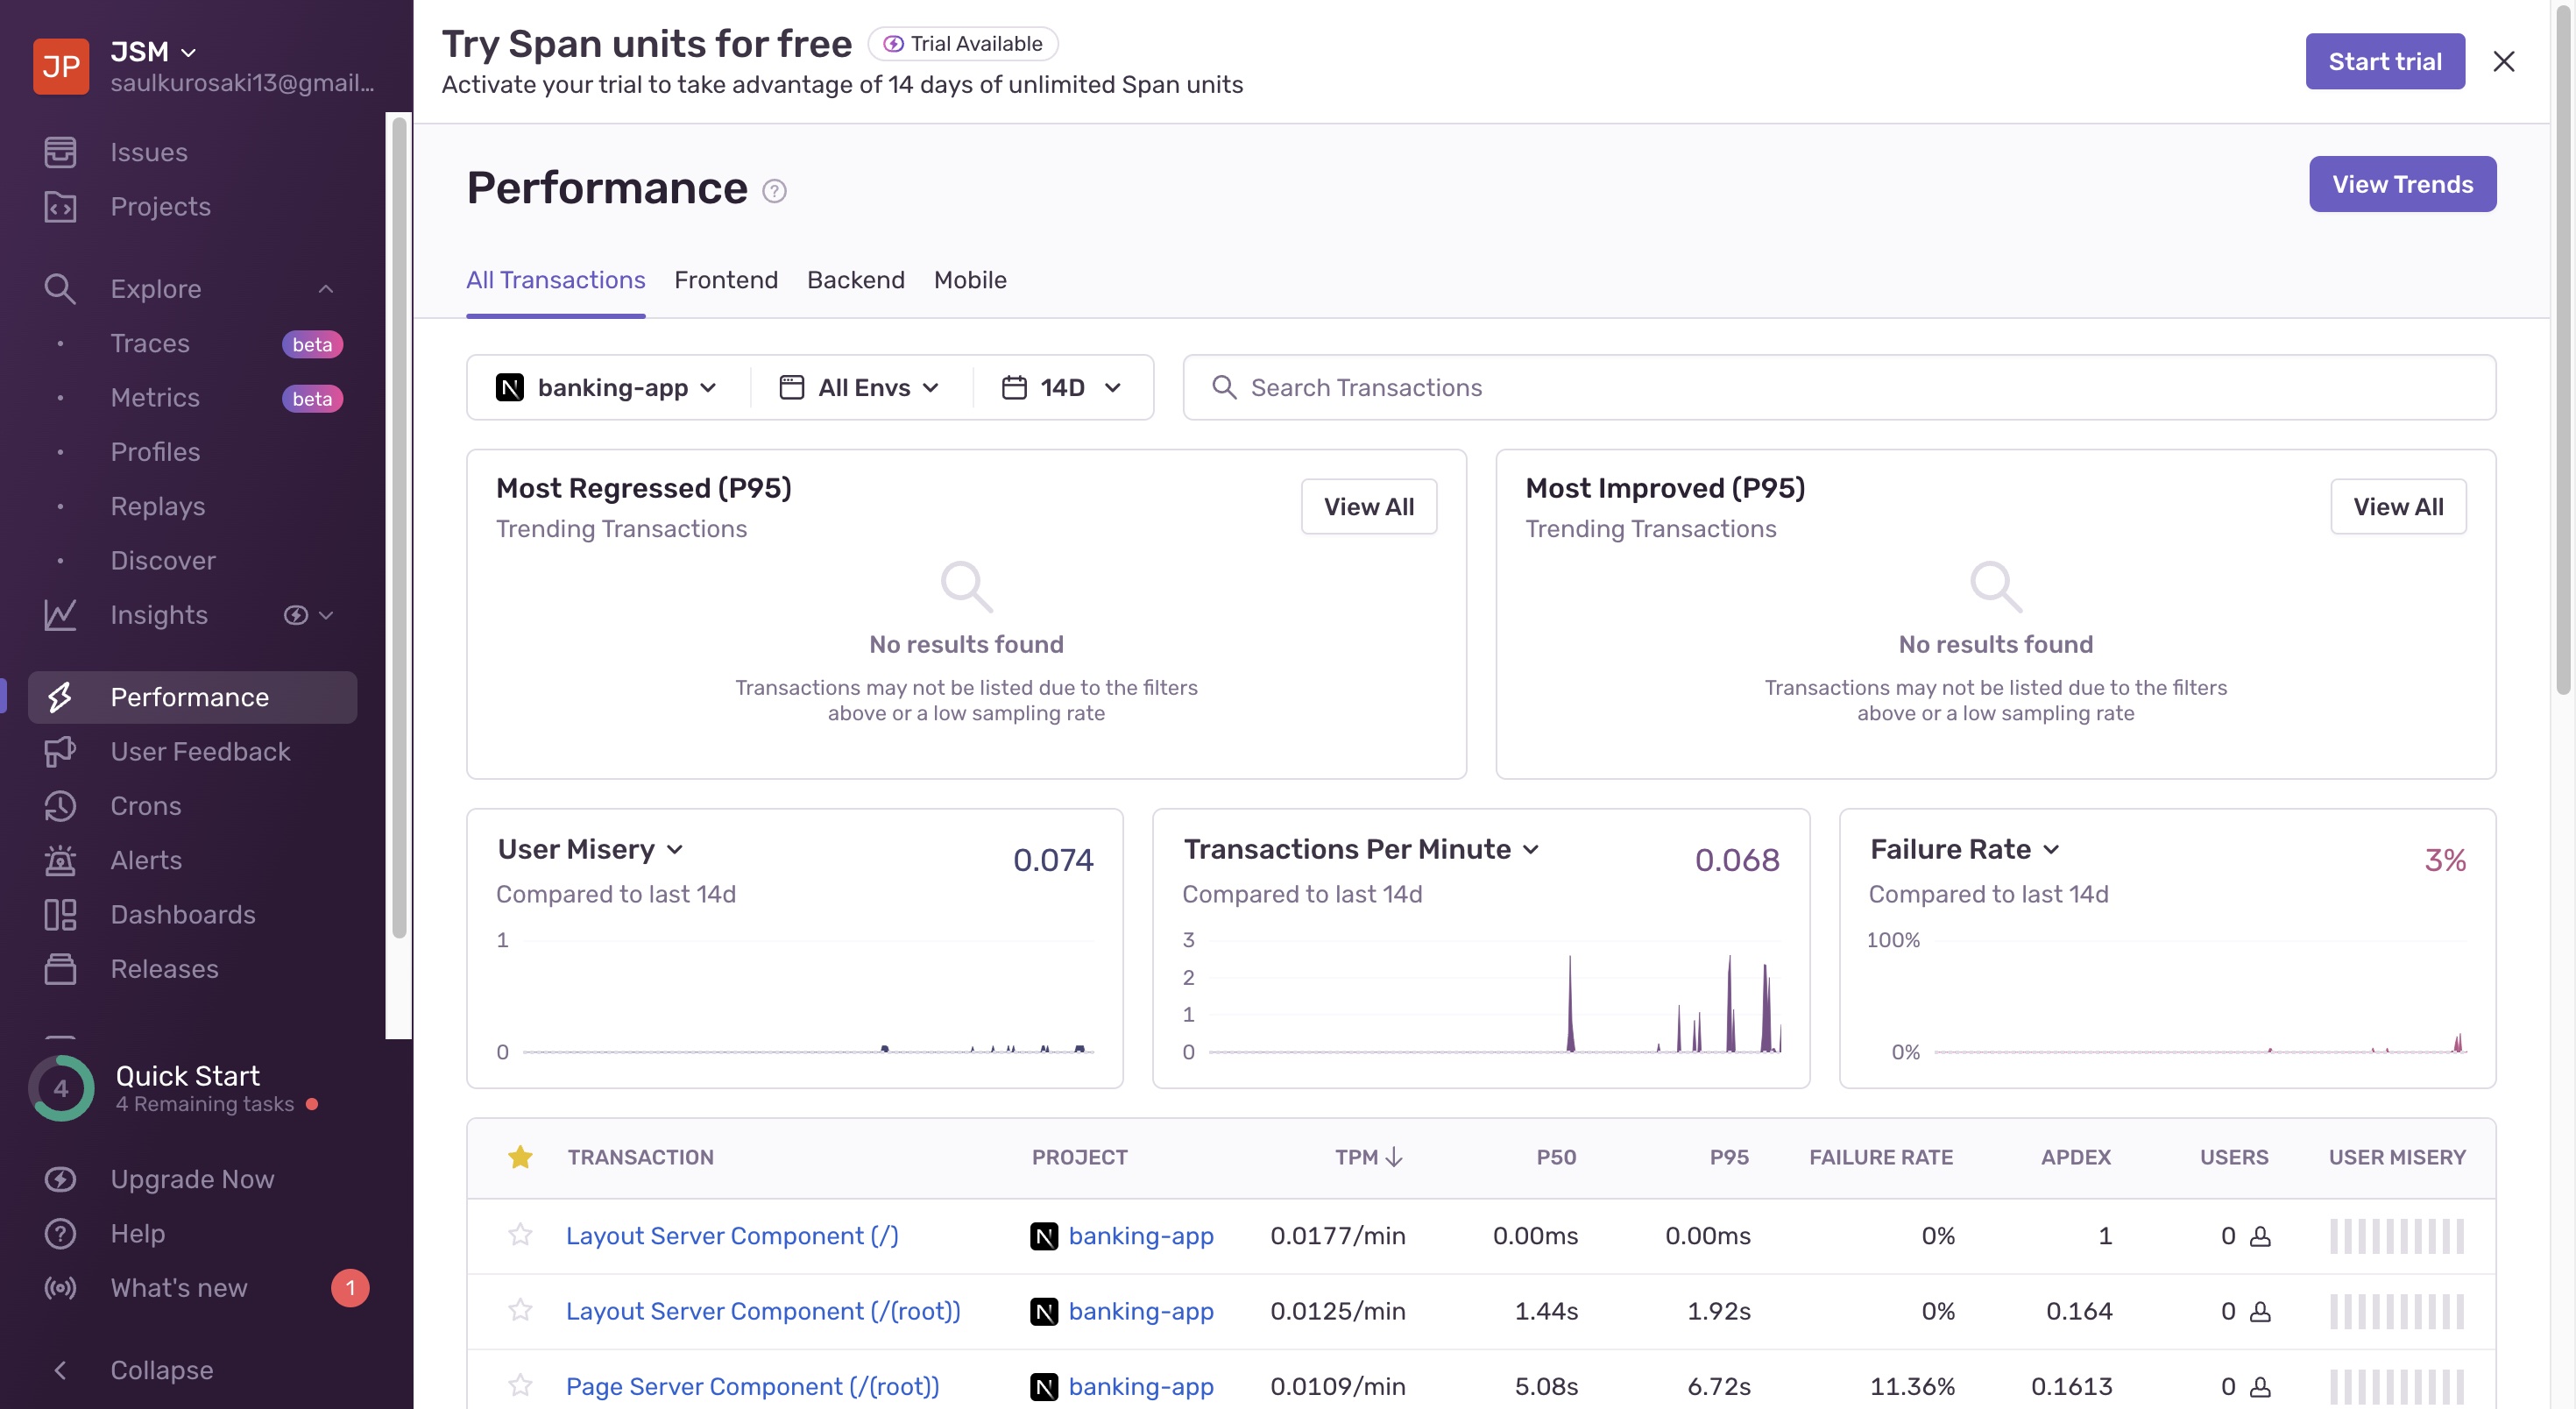 JP
JSM
saulkurosaki13@gmail...
Issues
Projects
Explore
Traces beta
Metrics beta
Profiles
Replays
Discover
Insights
Performance
User Feedback
Crons
Alerts
Dashboards
Releases
4
Quick Start
4 Remaining tasks
Upgrade Now
Help
What's new 1
Collapse
Try Span units for free Trial Available
Activate your trial to take advantage of 14 days of unlimited Span units
Start trial
Performance ?
View Trends
All Transactions Frontend Backend Mobile
N banking-app All Envs 14D Search Transactions
Most Regressed (P95)
Trending Transactions
View All
No results found
Transactions may not be listed due to the filters
above or a low sampling rate
Most Improved (P95)
Trending Transactions
View All
No results found
Transactions may not be listed due to the filters
above or a low sampling rate
User Misery 0.074
Compared to last 14d
1
0
Transactions Per Minute 0.068
Compared to last 14d
3
2
1
0
Failure Rate 3%
Compared to last 14d
100%
0%
TRANSACTION PROJECT TPM P50 P95 FAILURE RATE APDEX USERS USER MISERY
Layout Server Component (/) N banking-app 0.0177/min 0.00ms 0.00ms 0% 1 0
Layout Server Component (/(root)) N banking-app 0.0125/min 1.44s 1.92s 0% 0.164 0
Page Server Component (/(root)) N banking-app 0.0109/min 5.08s 6.72s 11.36% 0.1613 0